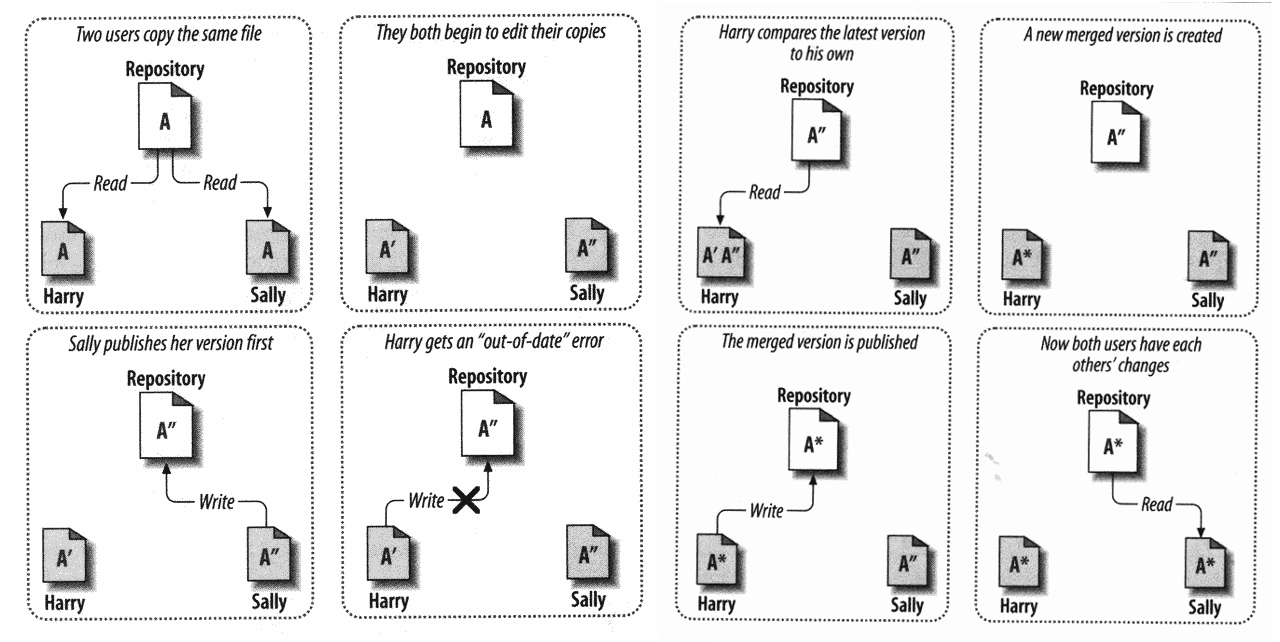 Two users copy the same file
Repository
A
Read
Read
A
A
Harry
Sally
They both begin to edit their copies
Repository
A
A′
A″
Harry
Sally
Sally publishes her version first
Repository
A″
Write
A′
A″
Harry
Sally
Harry gets an “out-of-date” error
Repository
A″
Write
A′
A″
Harry
Sally
Harry compares the latest version
to his own
Repository
A″
Read
A′ A″
A″
Harry
Sally
A new merged version is created
Repository
A″
A*
A″
Harry
Sally
The merged version is published
Repository
A*
Write
A*
A″
Harry
Sally
Now both users have each
others’ changes
Repository
A*
Read
A*
A*
Harry
Sally